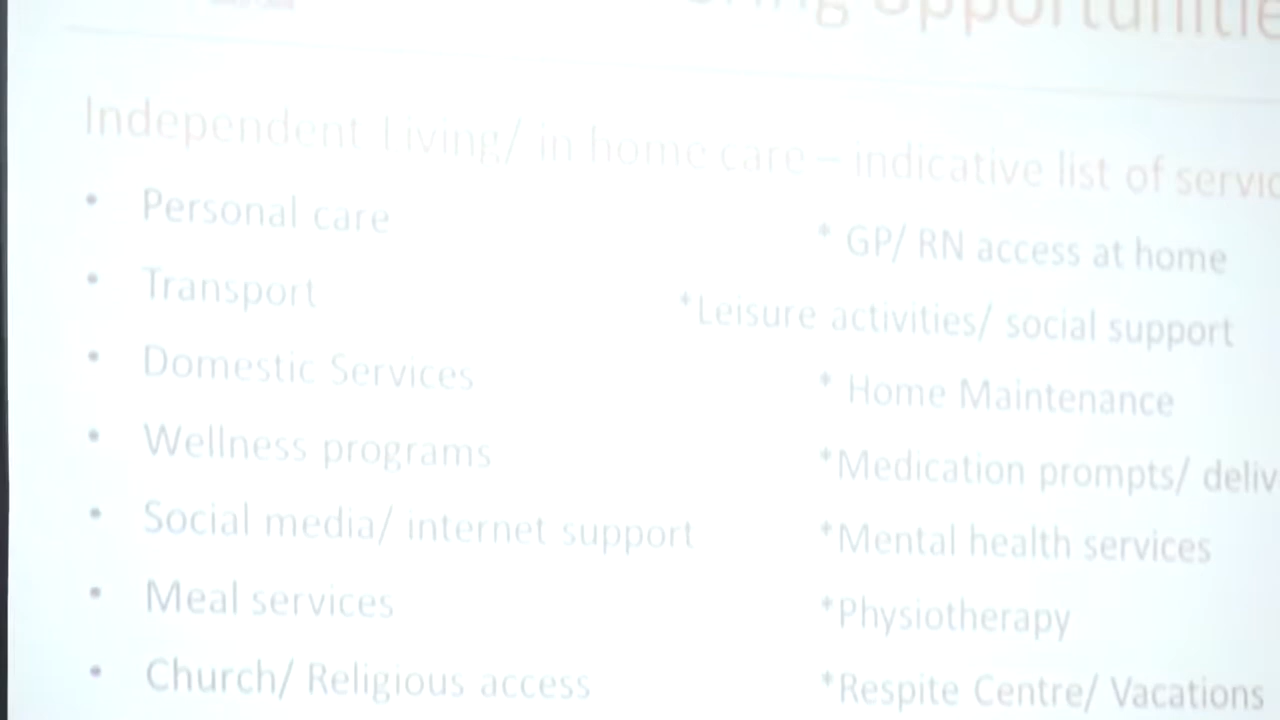 opportunitie
Independent Living/ in home care – indicative list of servic
• Personal care
* GP/ RN access at home
• Transport
*Leisure activities/ social support
• Domestic Services
* Home Maintenance
• Wellness programs
*Medication prompts/ deliv
• Social media/ internet support
*Mental health services
• Meal services
*Physiotherapy
• Church/ Religious access
*Respite Centre/ Vacations